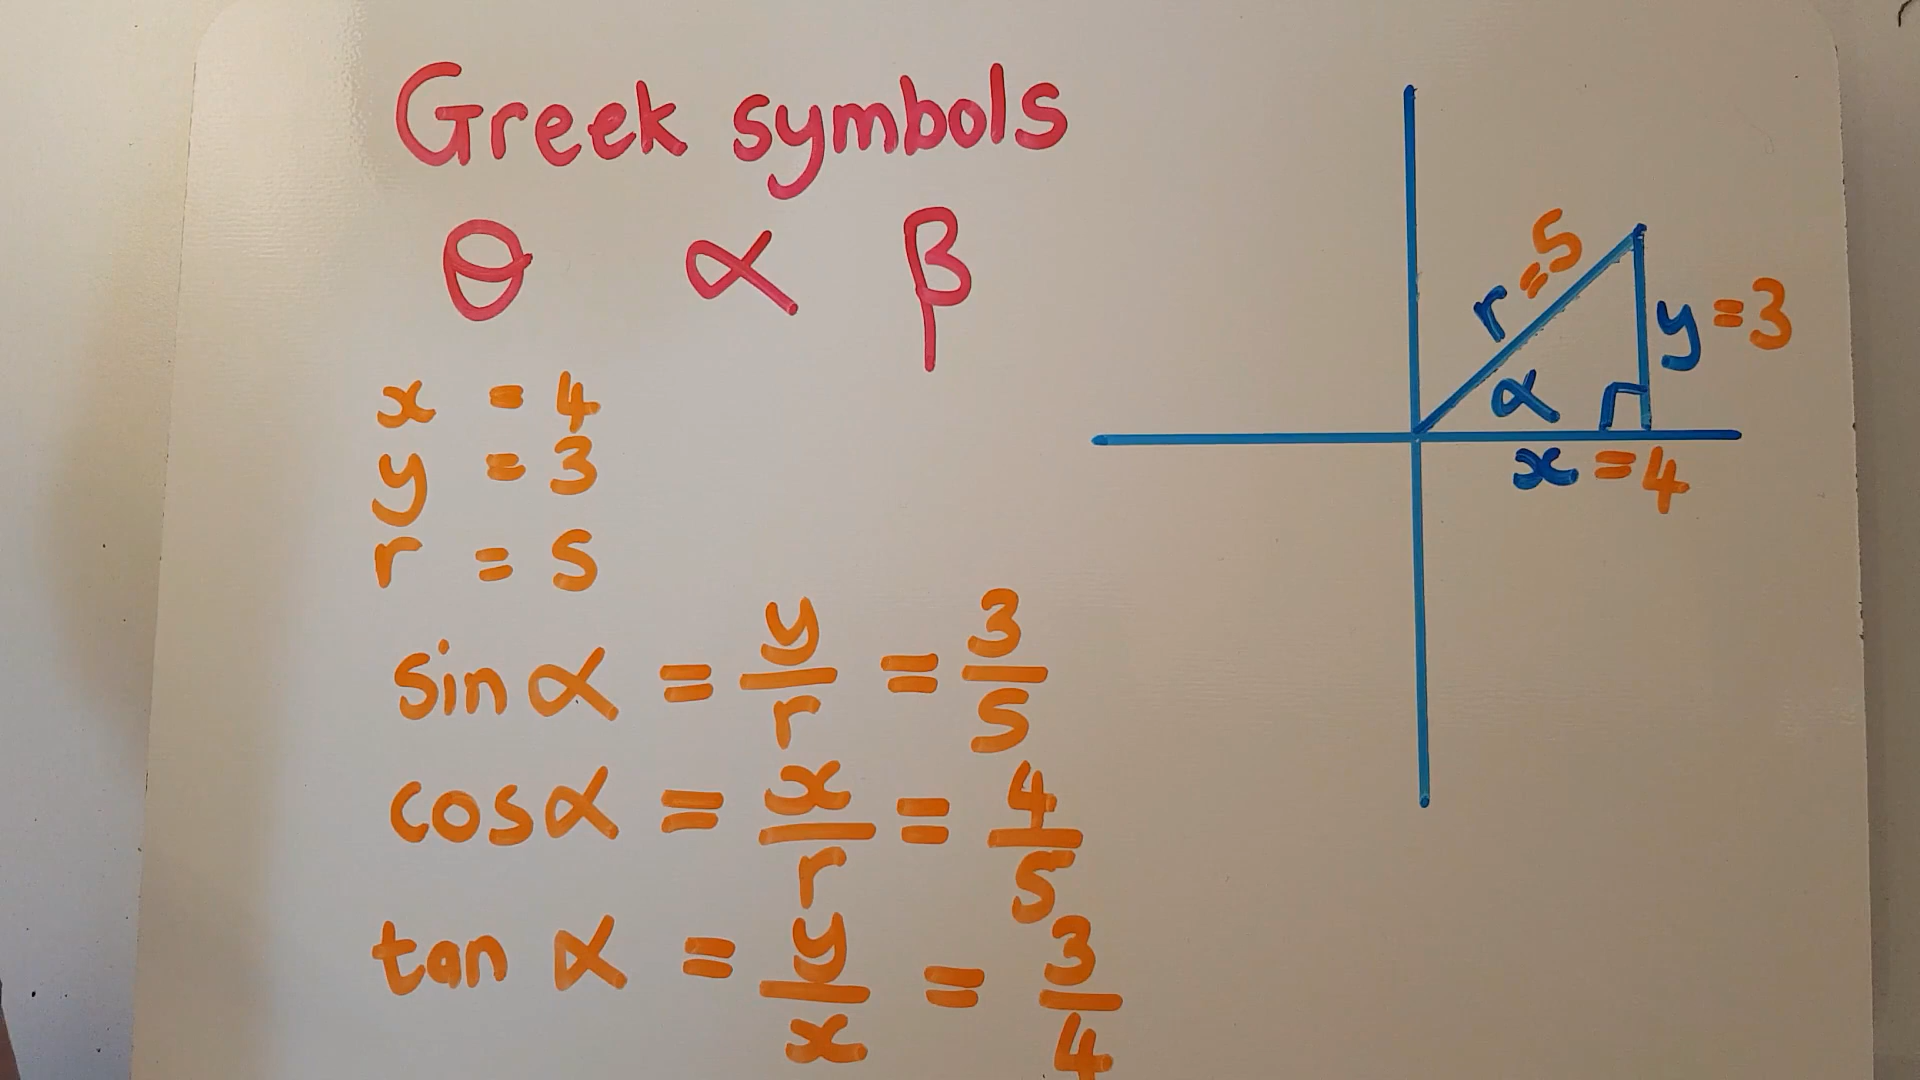 Greek symbols
θ α β
x = 4
y = 3
r = 5
sin α = y/r = 3/5
cos α = x/r = 4/5
tan α = y/x = 3/4
r = 5
y = 3
α
x = 4